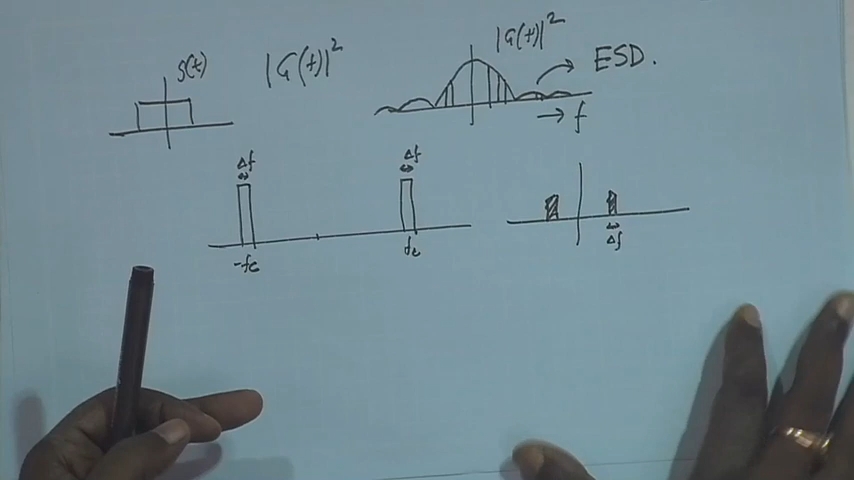 g(t)
|G(f)|²
|G(f)|²
ESD.
→ f
Δf
Δf
-fc
fc
Δf